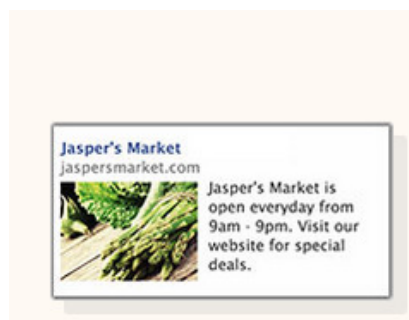 Jasper's Market
jaspersmarket.com
Jasper's Market is
open everyday from
9am - 9pm. Visit our
website for special
deals.